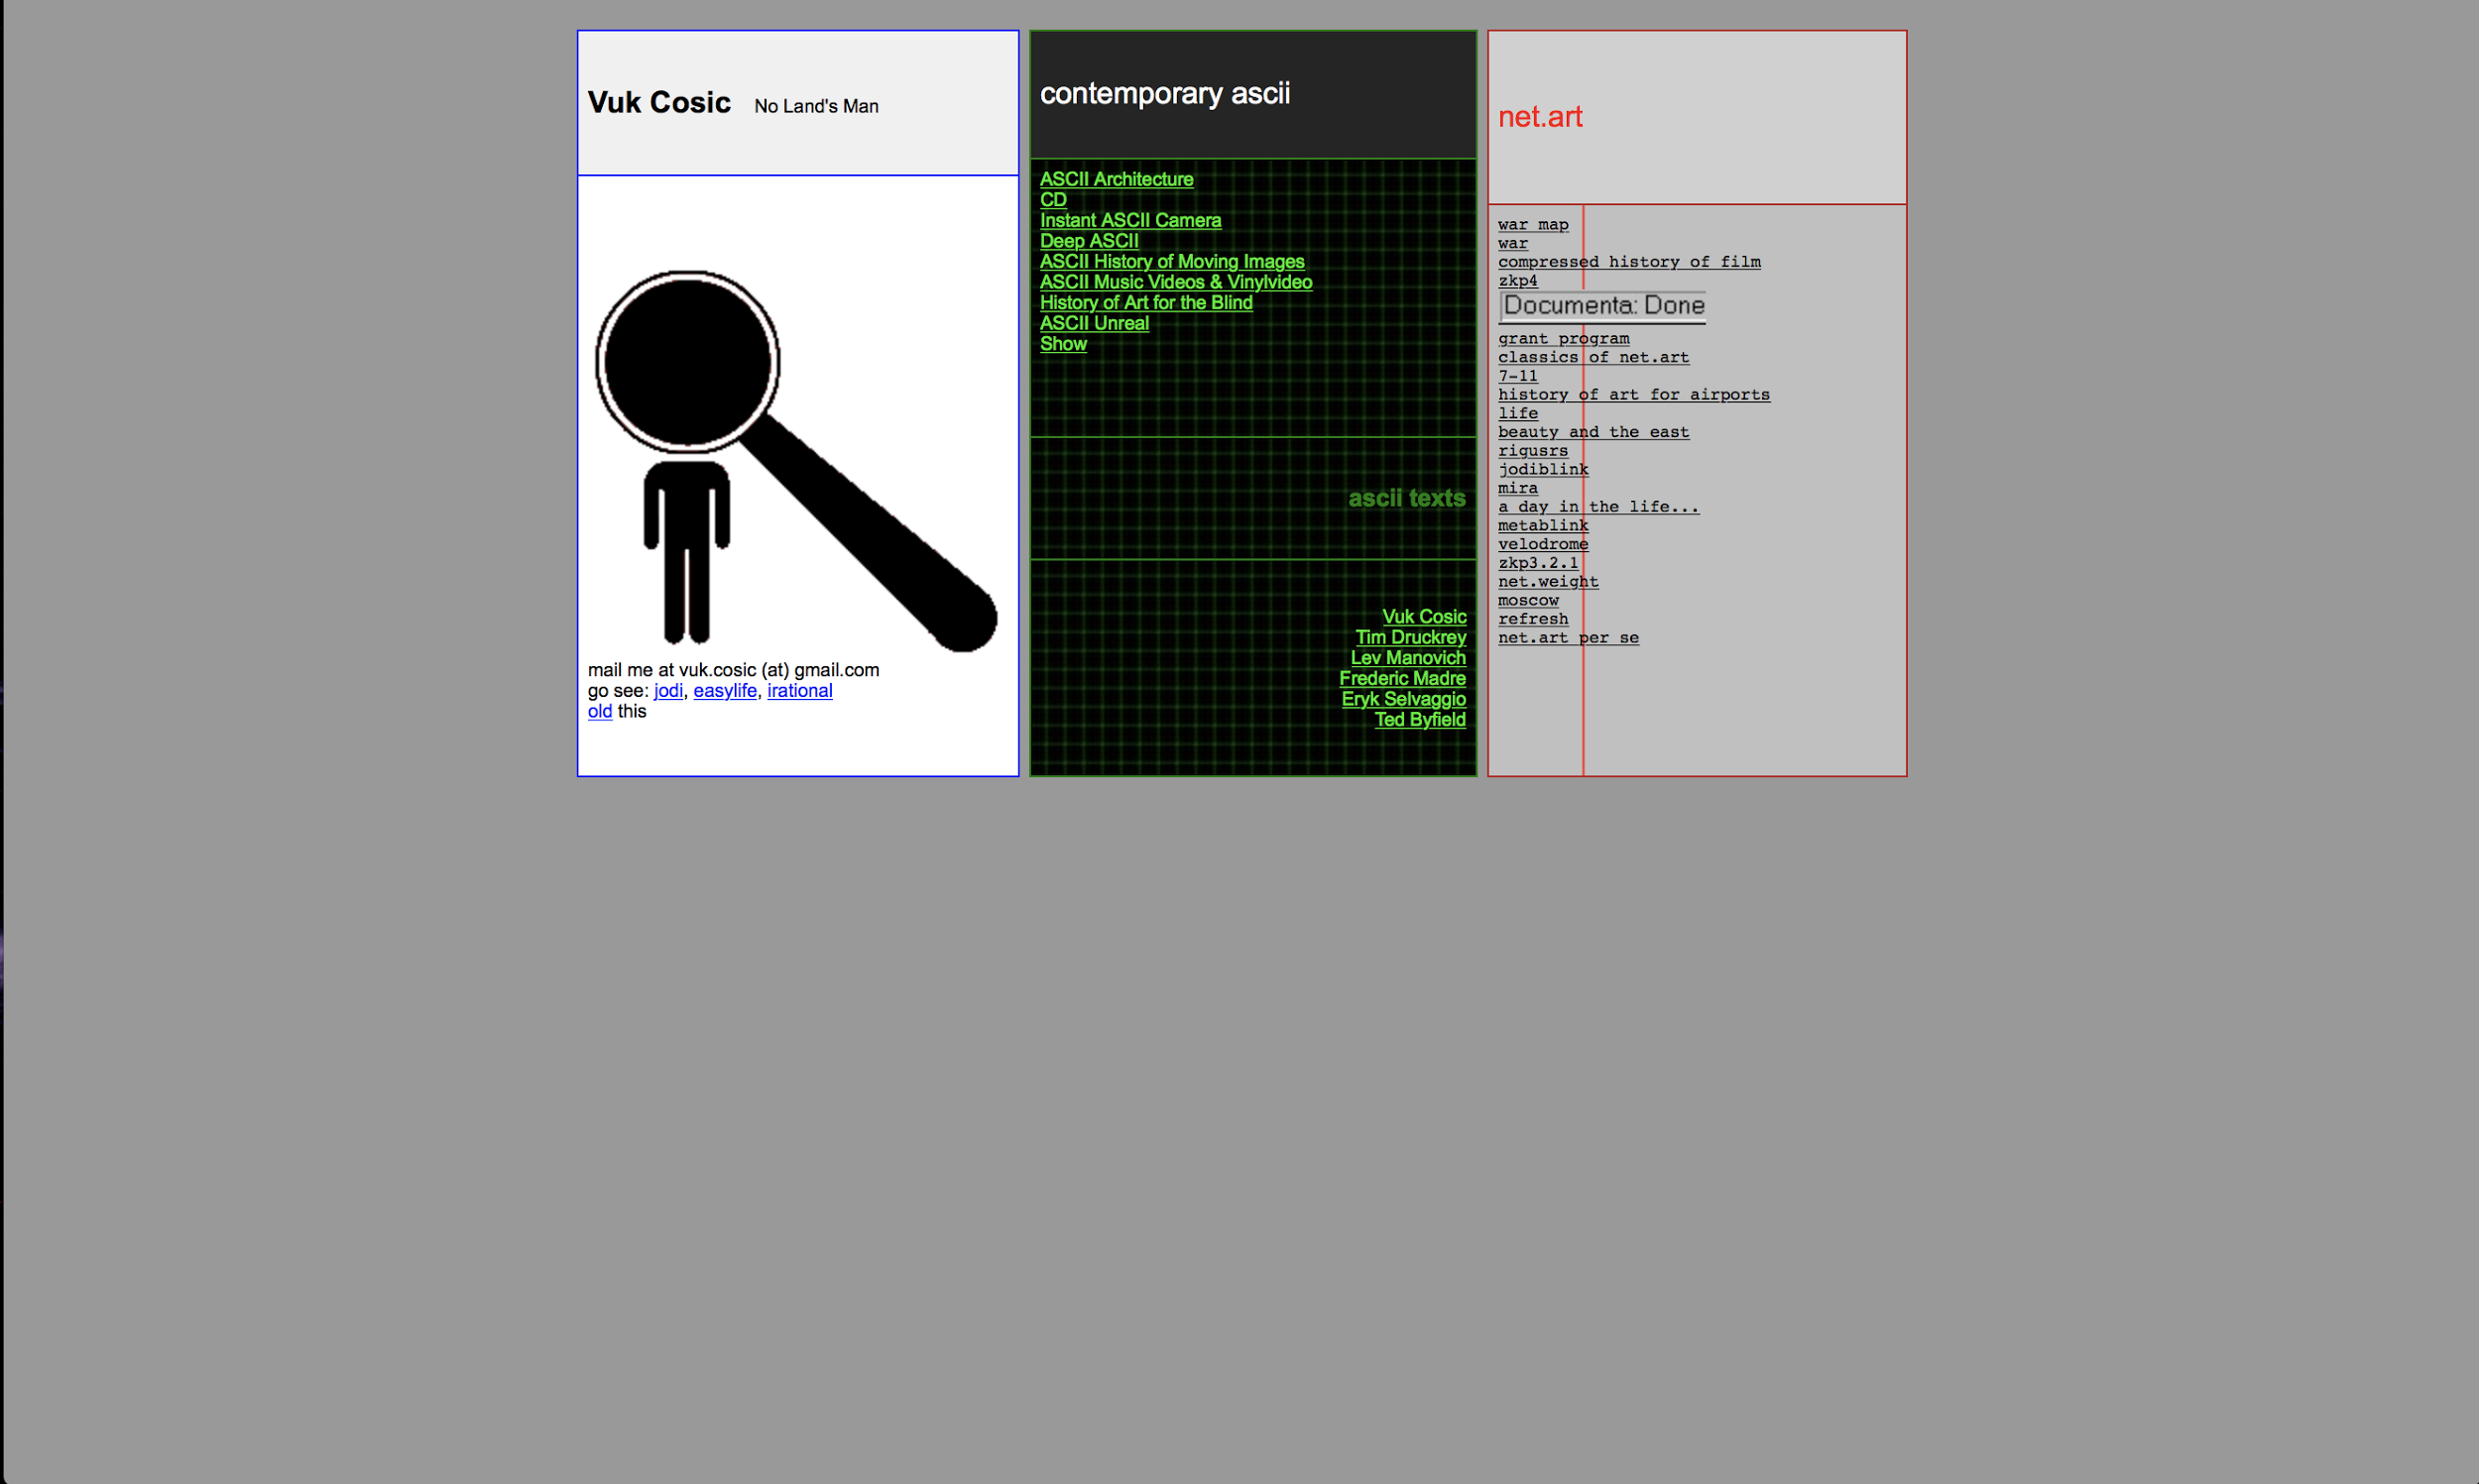 Vuk Cosic No Land's Man
mail me at vuk.cosic (at) gmail.com
go see: jodi, easylife, irational
old this
contemporary ascii
ASCII Architecture
CD
Instant ASCII Camera
Deep ASCII
ASCII History of Moving Images
ASCII Music Videos & Vinylvideo
History of Art for the Blind
ASCII Unreal
Show
ascii texts
Vuk Cosic
Tim Druckrey
Lev Manovich
Frederic Madre
Eryk Selvaggio
Ted Byfield
net.art
war map
war
compressed history of film
zkp4
Documenta: Done
grant program
classics of net.art
7-11
history of art for airports
life
beauty and the east
rigusrs
jodiblink
mira
a day in the life...
metablink
velodrome
zkp3.2.1
net.weight
moscow
refresh
net.art per se